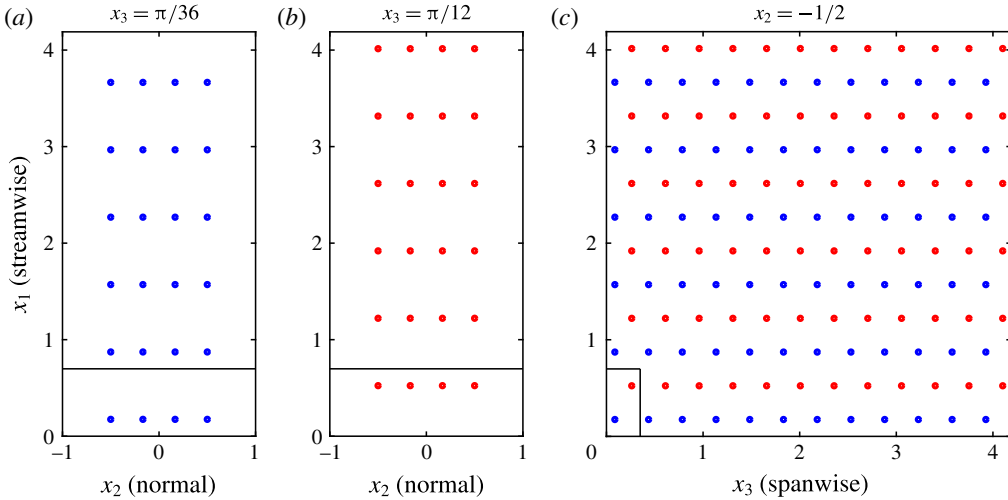 (a) x₃ = π/36
(b) x₃ = π/12
(c) x₂ = −1/2
x₁ (streamwise)
4
3
2
1
0
−1 0 1
x₂ (normal)
4
3
2
1
0
−1 0 1
x₂ (normal)
4
3
2
1
0 1 2 3 4
x₃ (spanwise)